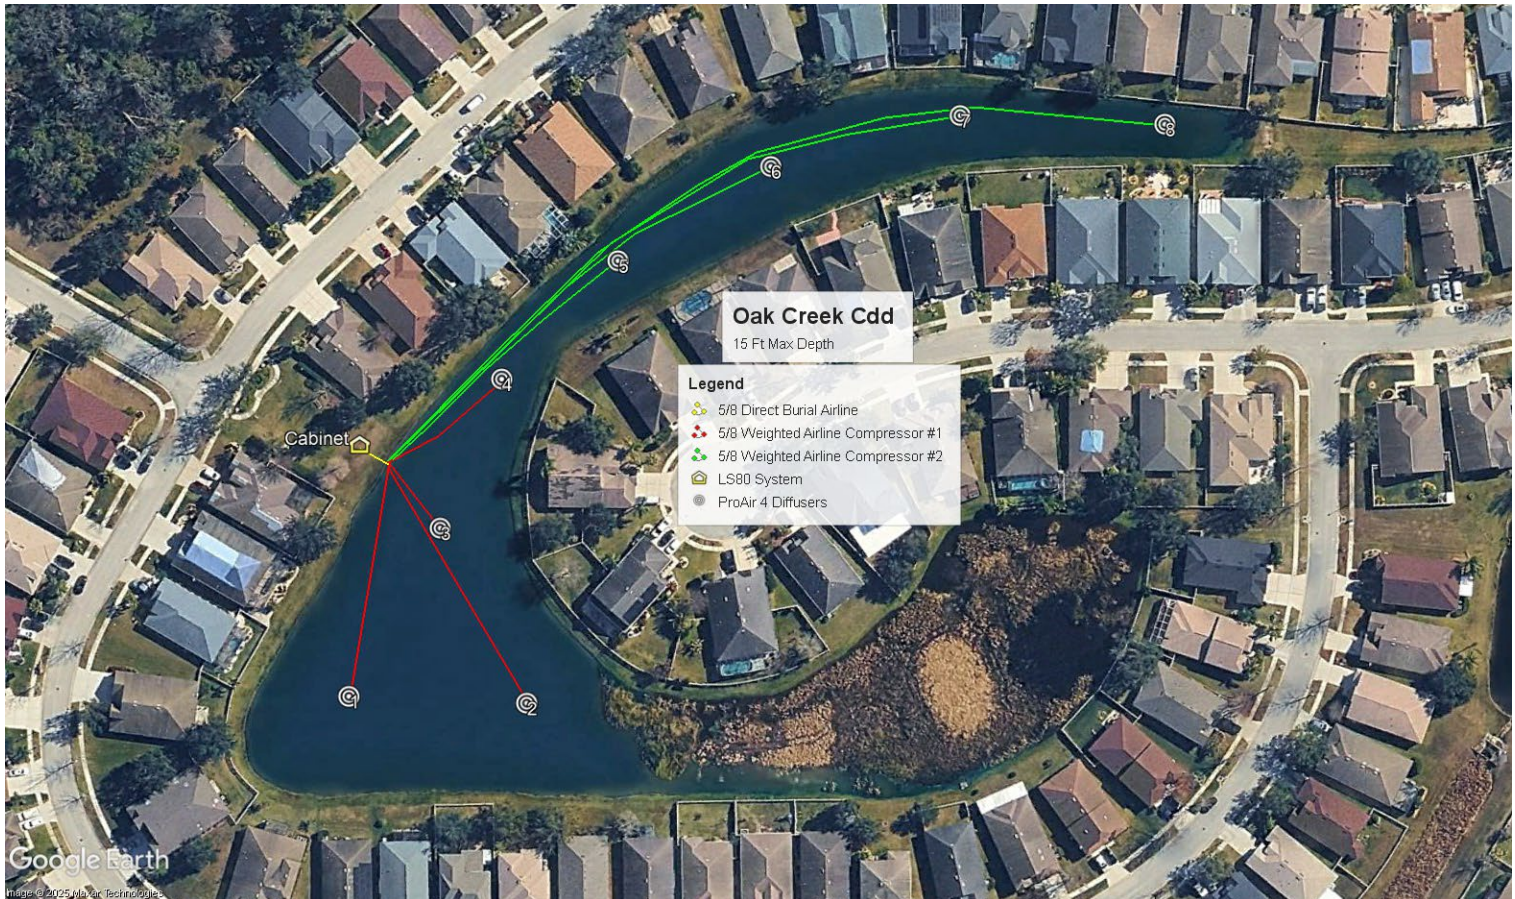 7
8
6
5
Oak Creek Cdd
15 Ft Max Depth
4
Legend
5/8 Direct Burial Airline
5/8 Weighted Airline Compressor #1
5/8 Weighted Airline Compressor #2
LS80 System
ProAir 4 Diffusers
Cabinet
3
1
2
Google Earth
Image © 2025 Maxar Technologies